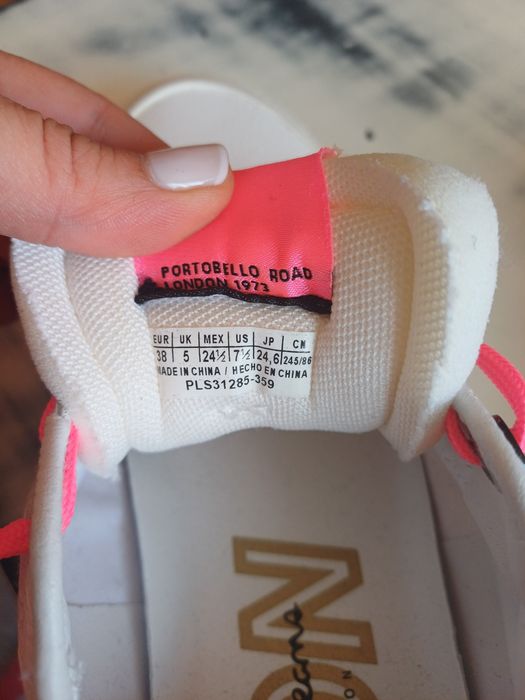 PORTOBELLO ROAD
LONDON 1973
EUR UK MEX US JP CN
38 5 24½ 7½ 24,6 245/86
MADE IN CHINA / HECHO EN CHINA
PLS31285-359
ON